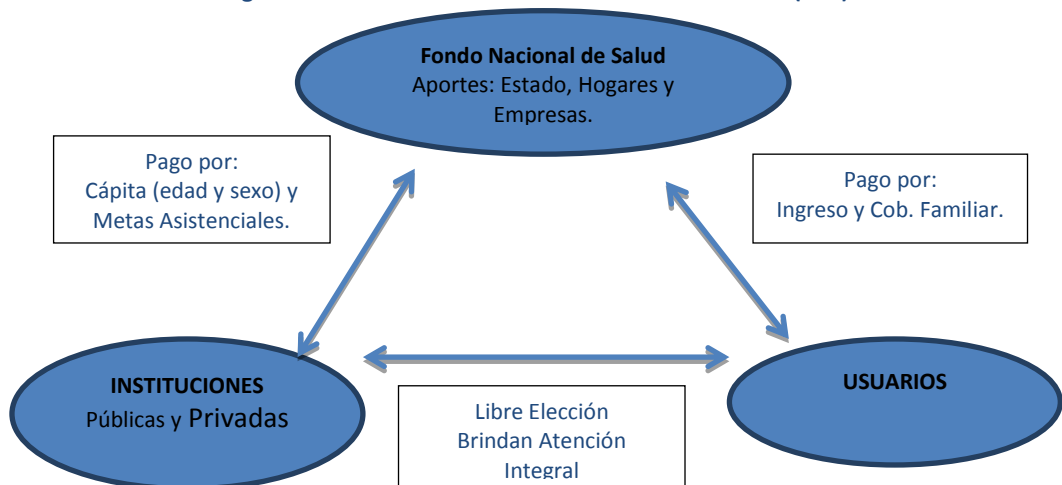 Fondo Nacional de Salud
Aportes: Estado, Hogares y
Empresas.
Pago por:
Cápita (edad y sexo) y
Metas Asistenciales.
Pago por:
Ingreso y Cob. Familiar.
INSTITUCIONES
Públicas y Privadas
USUARIOS
Libre Elección
Brindan Atención
Integral